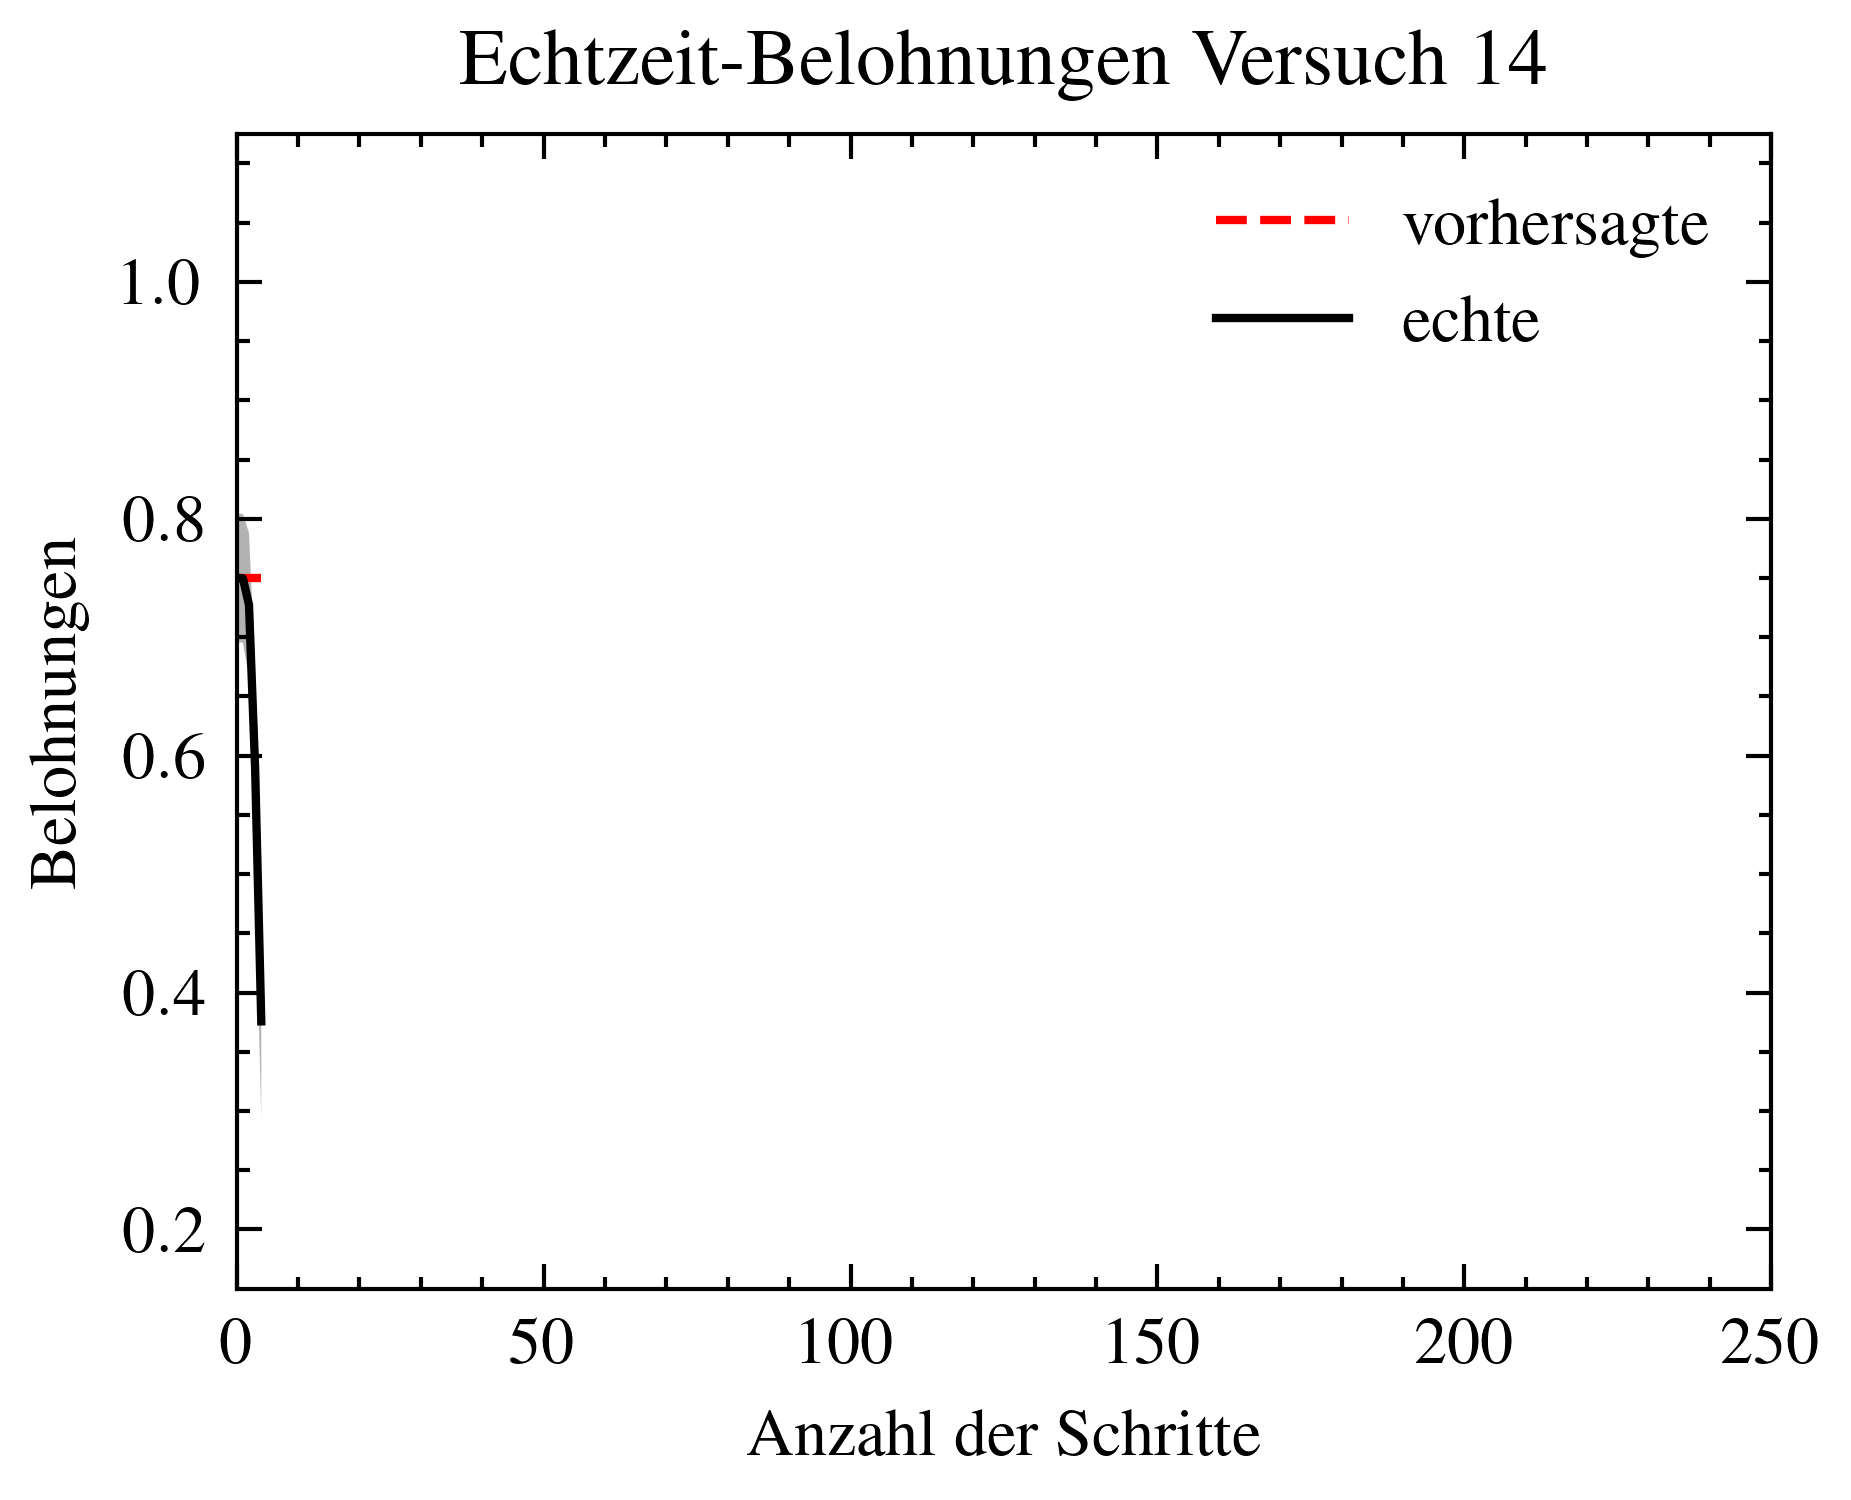 Echtzeit-Belohnungen Versuch 14
vorhersagte
echte
1.0
0.8
0.6
0.4
0.2
Belohnungen
0 50 100 150 200 250
Anzahl der Schritte